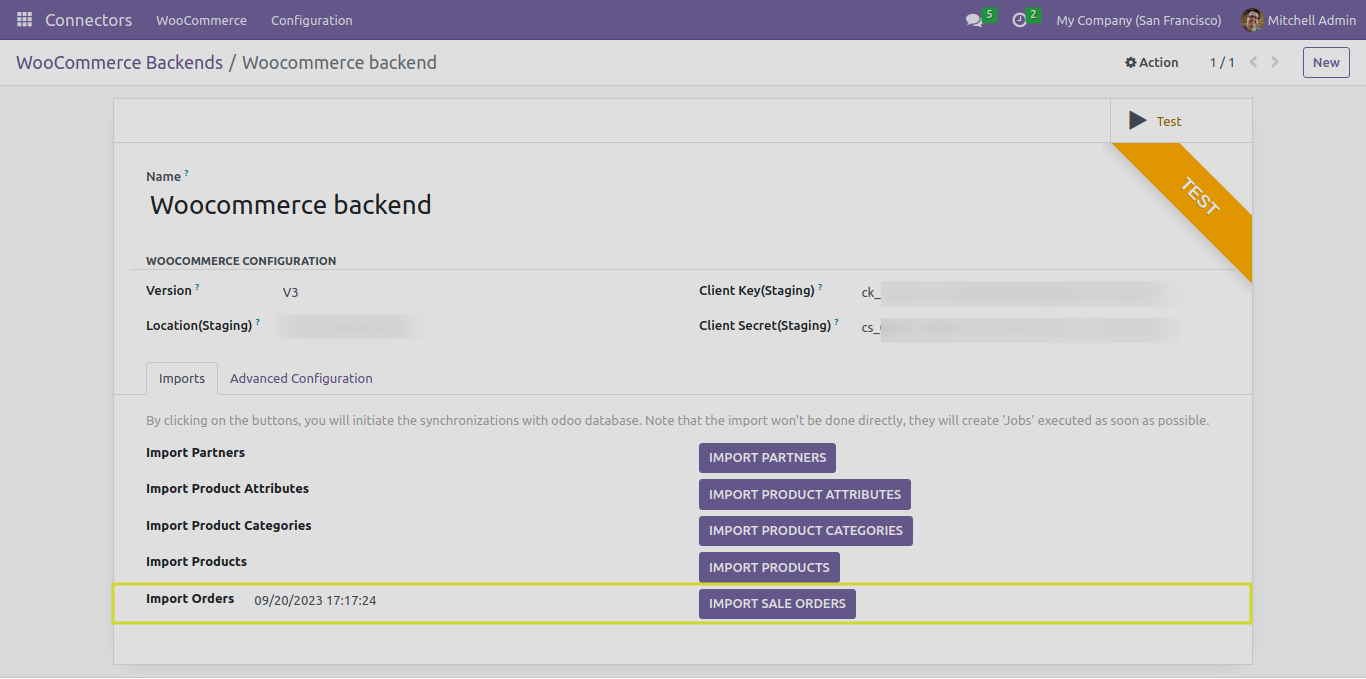 Connectors WooCommerce Configuration 5 2 My Company (San Francisco) Mitchell Admin
WooCommerce Backends / Woocommerce backend Action 1 / 1 New
Test
TEST
Name ?
Woocommerce backend
WOOCOMMERCE CONFIGURATION
Version ? V3 Client Key(Staging) ? ck_
Location(Staging) ? Client Secret(Staging) ? cs_
Imports Advanced Configuration
By clicking on the buttons, you will initiate the synchronizations with odoo database. Note that the import won't be done directly, they will create 'Jobs' executed as soon as possible.
Import Partners IMPORT PARTNERS
Import Product Attributes IMPORT PRODUCT ATTRIBUTES
Import Product Categories IMPORT PRODUCT CATEGORIES
Import Products IMPORT PRODUCTS
Import Orders 09/20/2023 17:17:24 IMPORT SALE ORDERS